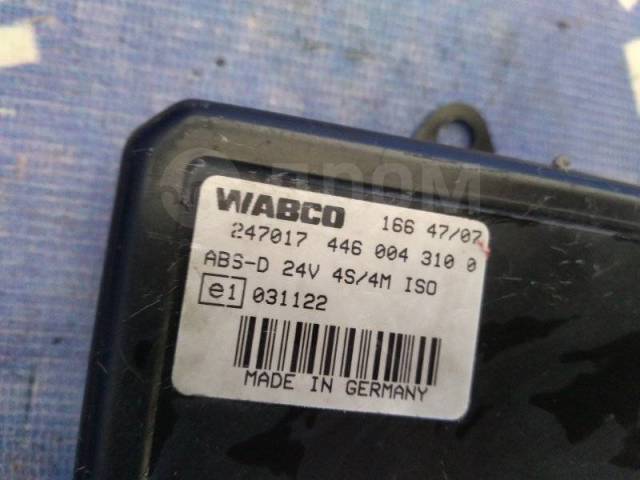 WABCO 166 47/07
247017 446 004 310 0
ABS-D 24V 4S/4M ISO
e1 031122
MADE IN GERMANY
дром